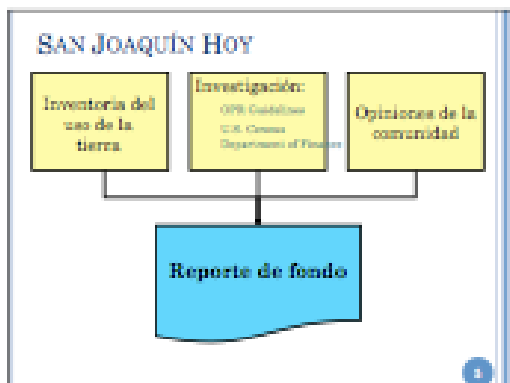 SAN JOAQUÍN HOY
Inventoria del
uso de la
tierra
Investigación:
OPR Guidelines
U.S. Census
Department of Finance
Opiniones de la
comunidad
Reporte de fondo